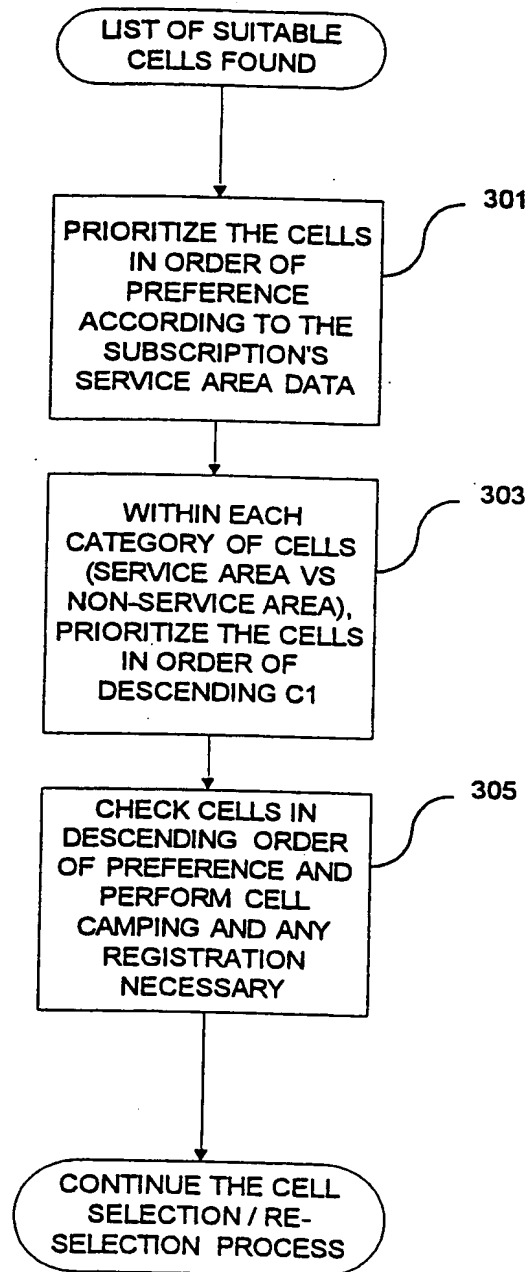 LIST OF SUITABLE
CELLS FOUND
301
PRIORITIZE THE CELLS
IN ORDER OF
PREFERENCE
ACCORDING TO THE
SUBSCRIPTION'S
SERVICE AREA DATA
303
WITHIN EACH
CATEGORY OF CELLS
(SERVICE AREA VS
NON-SERVICE AREA),
PRIORITIZE THE CELLS
IN ORDER OF
DESCENDING C1
305
CHECK CELLS IN
DESCENDING ORDER
OF PREFERENCE AND
PERFORM CELL
CAMPING AND ANY
REGISTRATION
NECESSARY
CONTINUE THE CELL
SELECTION / RE-
SELECTION PROCESS